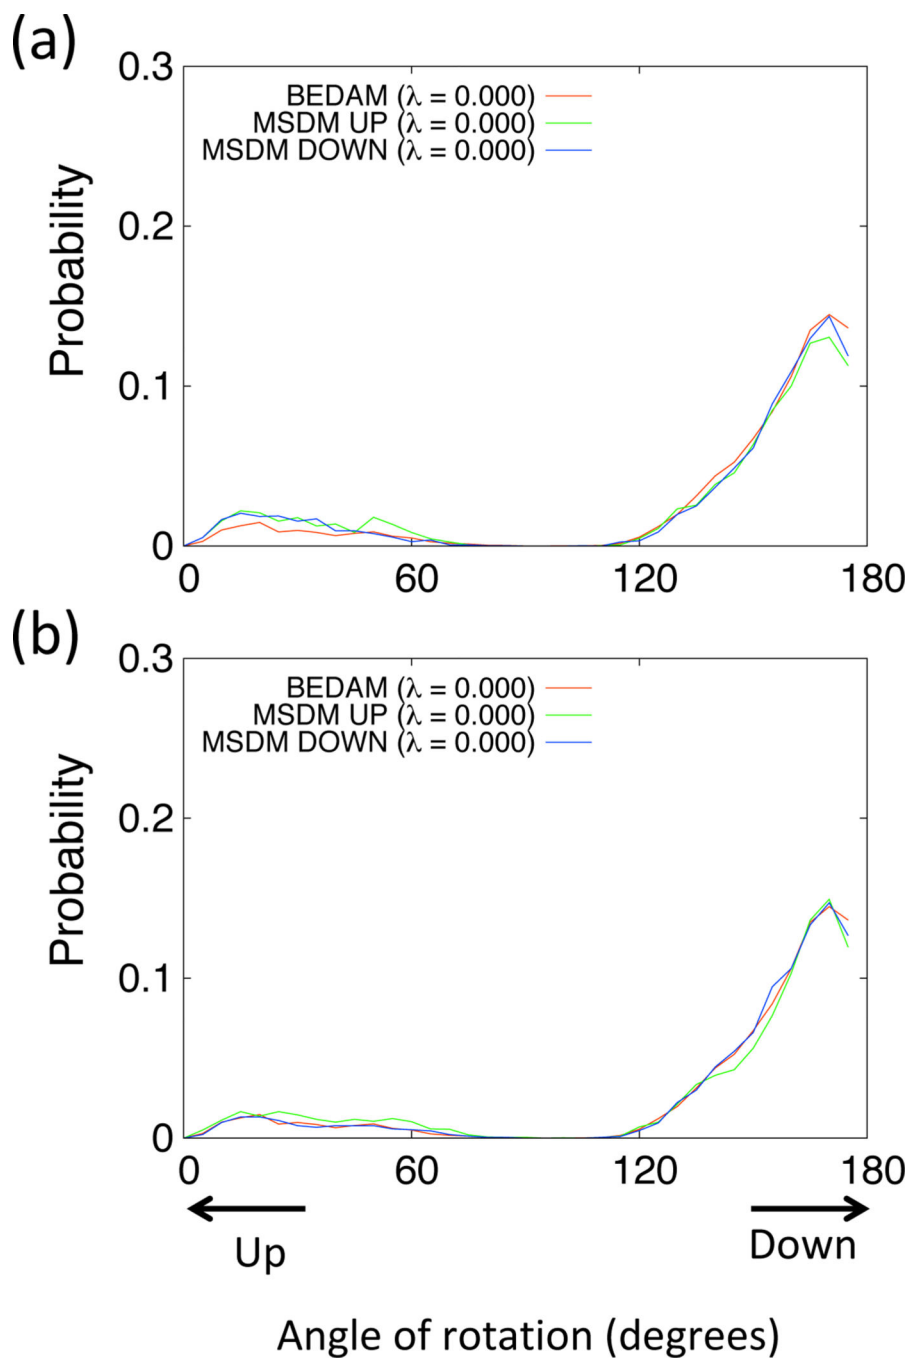 (a)
0.3
BEDAM (λ = 0.000)
MSDM UP (λ = 0.000)
MSDM DOWN (λ = 0.000)
0.2
Probability
0.1
0
0 60 120 180
(b)
0.3
BEDAM (λ = 0.000)
MSDM UP (λ = 0.000)
MSDM DOWN (λ = 0.000)
0.2
Probability
0.1
0
0 60 120 180
Up Down
Angle of rotation (degrees)